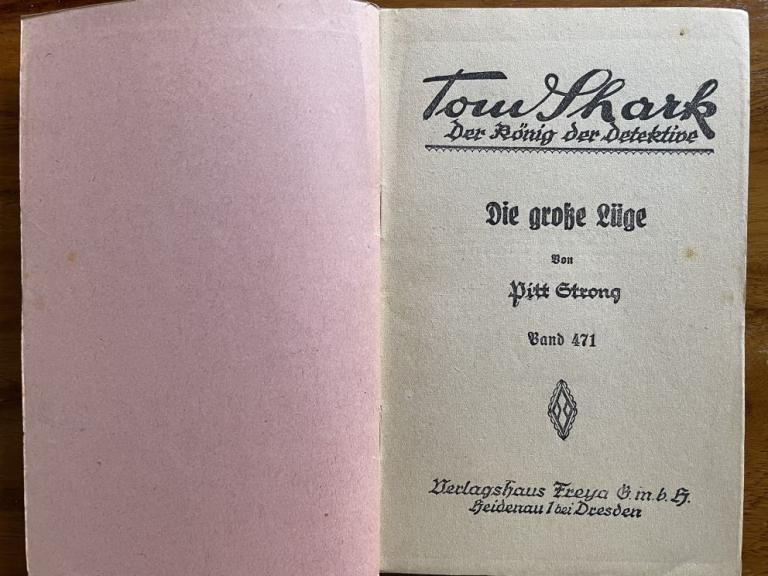 Tom Shark
Der König der Detektive
Die große Lüge
Von
Pitt Strong
Band 471
Verlagshaus Freya G.m.b.H.
Heidenau 1 bei Dresden